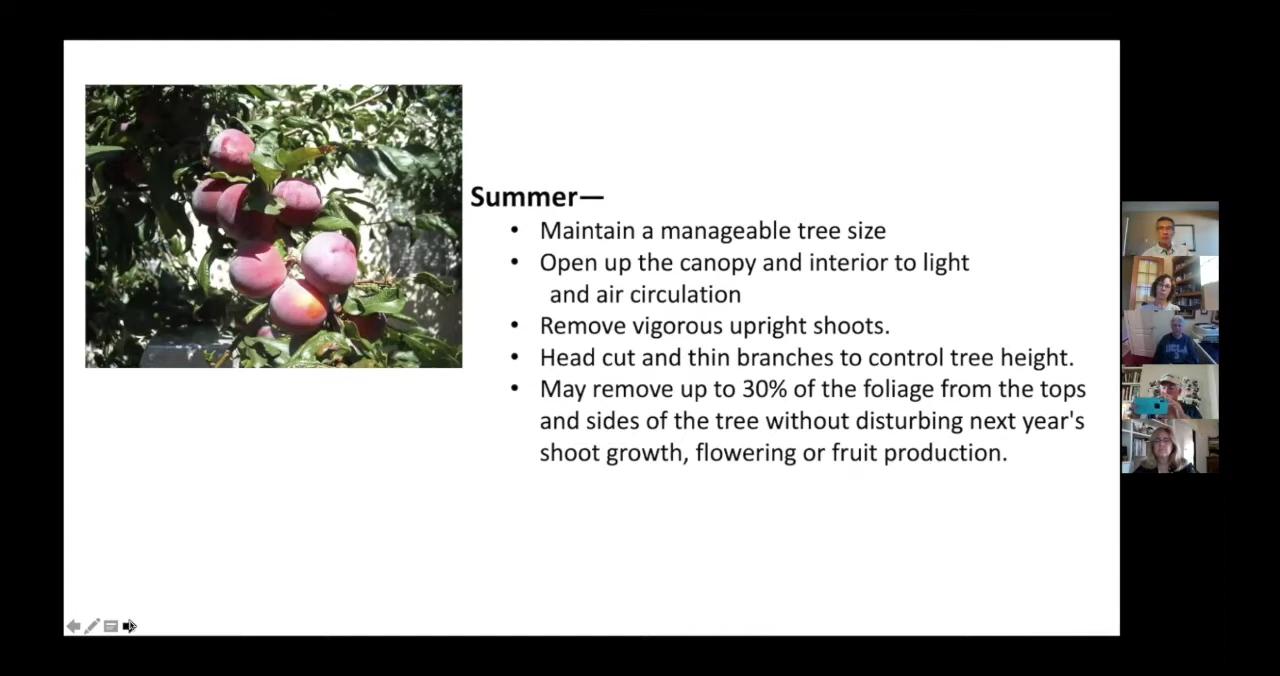 Summer—
• Maintain a manageable tree size
• Open up the canopy and interior to light
and air circulation
• Remove vigorous upright shoots.
• Head cut and thin branches to control tree height.
• May remove up to 30% of the foliage from the tops
and sides of the tree without disturbing next year's
shoot growth, flowering or fruit production.
UCLA